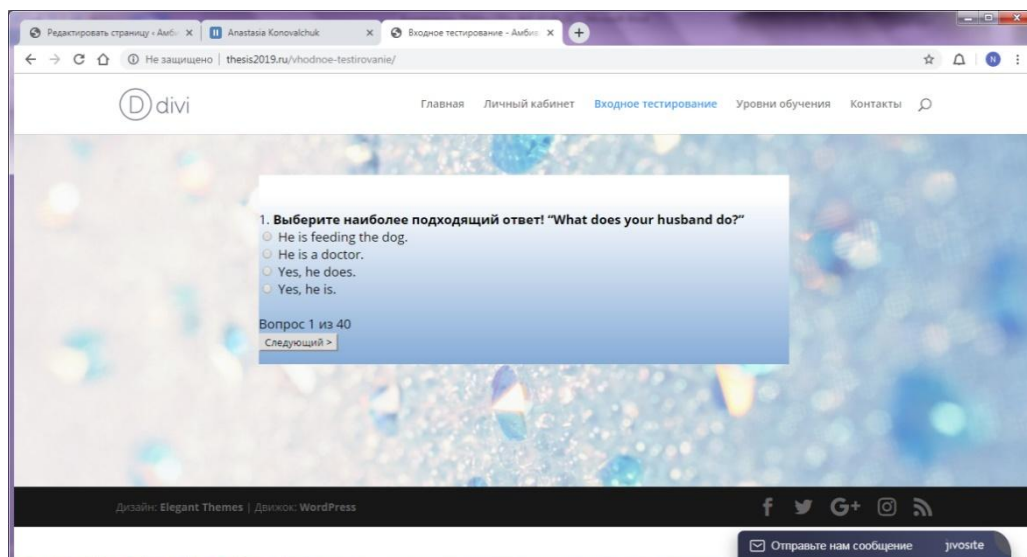 Редактировать страницу ‹ Амби
Anastasia Konovalchuk
Входное тестирование - Амбив
Не защищено | thesis2019.ru/vhodnoe-testirovanie/
N
D divi
Главная Личный кабинет Входное тестирование Уровни обучения Контакты
1. Выберите наиболее подходящий ответ! “What does your husband do?”
He is feeding the dog.
He is a doctor.
Yes, he does.
Yes, he is.
Вопрос 1 из 40
Следующий >
Дизайн: Elegant Themes | Движок: WordPress
Отправьте нам сообщение jivosite